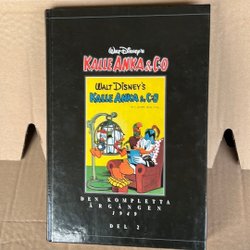 Walt Disney's
KALLE ANKA & C:O
WALT DISNEY'S
KALLE ANKA & C:O
DEN KOMPLETTA
ÅRGÅNGEN
1949
DEL 2